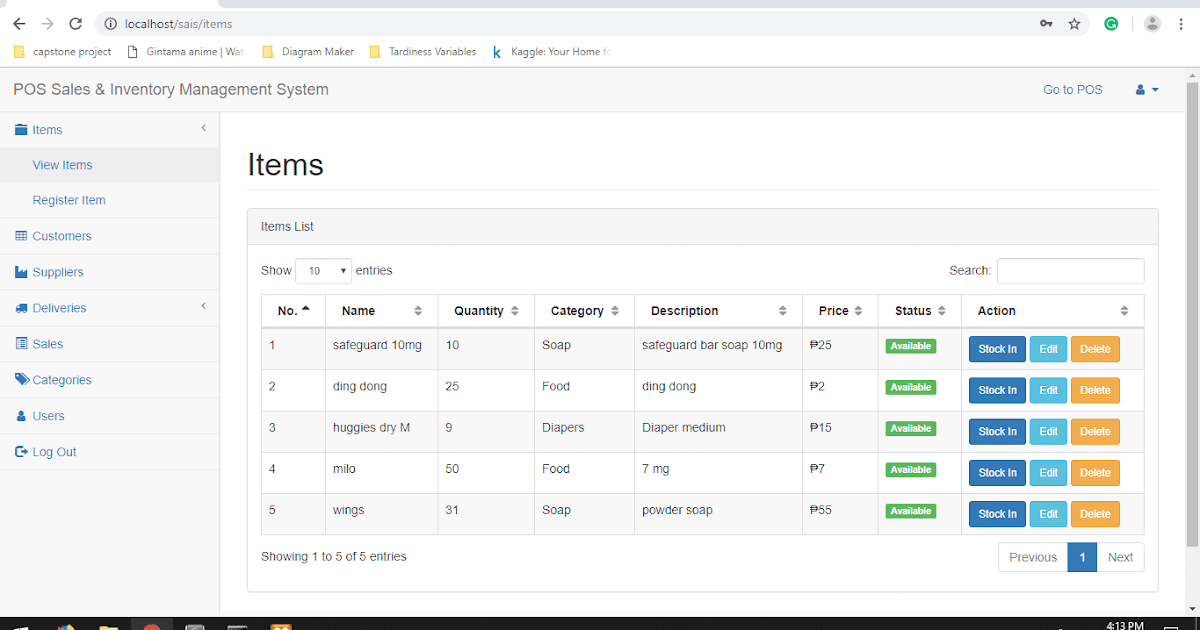 localhost/sais/items
capstone project Gintama anime | Wat Diagram Maker Tardiness Variables Kaggle: Your Home fo
POS Sales & Inventory Management System Go to POS
Items
View Items
Register Item
Customers
Suppliers
Deliveries
Sales
Categories
Users
Log Out
Items
Items List
Show 10 entries Search:
No. Name Quantity Category Description Price Status Action
1 safeguard 10mg 10 Soap safeguard bar soap 10mg ₱25 Available Stock In Edit Delete
2 ding dong 25 Food ding dong ₱2 Available Stock In Edit Delete
3 huggies dry M 9 Diapers Diaper medium ₱15 Available Stock In Edit Delete
4 milo 50 Food 7 mg ₱7 Available Stock In Edit Delete
5 wings 31 Soap powder soap ₱55 Available Stock In Edit Delete
Showing 1 to 5 of 5 entries Previous 1 Next
4:13 PM